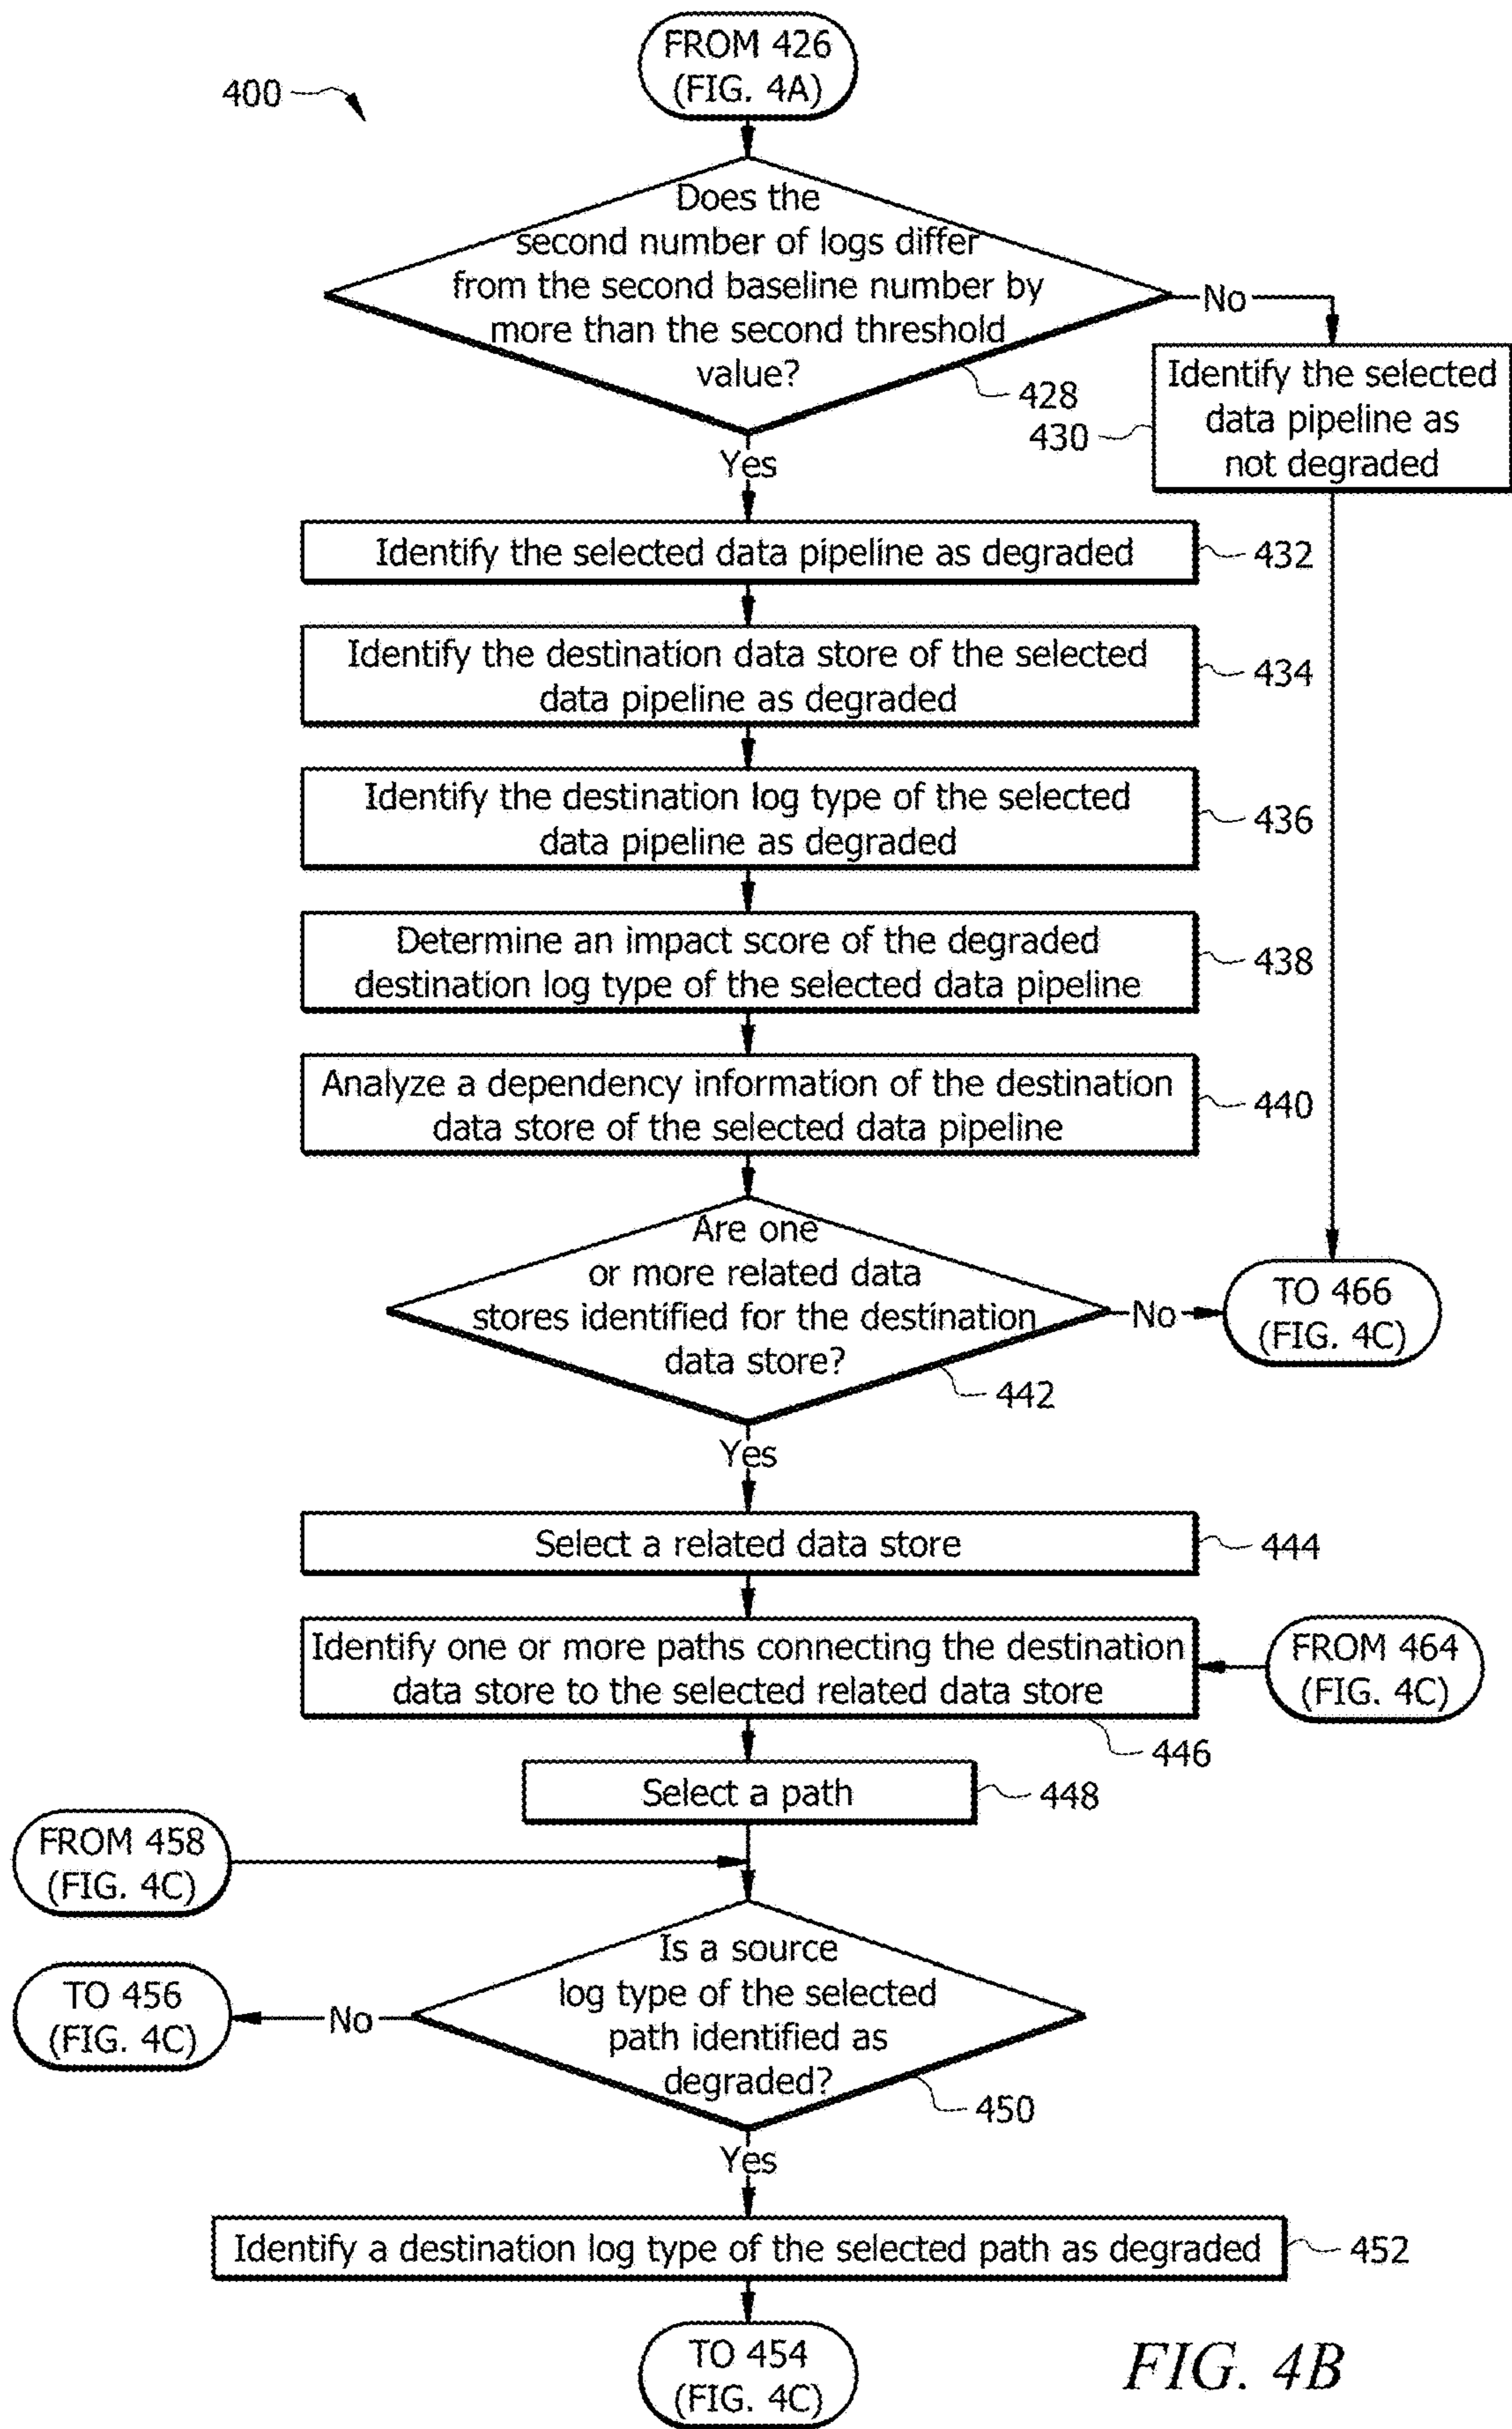 FROM 426
(FIG. 4A)
400
Does the
second number of logs differ
from the second baseline number by
more than the second threshold
value?
No
428
Yes
Identify the selected
data pipeline as
not degraded
430
Identify the selected data pipeline as degraded
432
Identify the destination data store of the selected
data pipeline as degraded
434
Identify the destination log type of the selected
data pipeline as degraded
436
Determine an impact score of the degraded
destination log type of the selected data pipeline
438
Analyze a dependency information of the destination
data store of the selected data pipeline
440
Are one
or more related data
stores identified for the destination
data store?
No
TO 466
(FIG. 4C)
442
Yes
Select a related data store
444
Identify one or more paths connecting the destination
data store to the selected related data store
FROM 464
(FIG. 4C)
446
Select a path
448
FROM 458
(FIG. 4C)
Is a source
log type of the selected
path identified as
degraded?
No
TO 456
(FIG. 4C)
450
Yes
Identify a destination log type of the selected path as degraded
452
TO 454
(FIG. 4C)
FIG. 4B